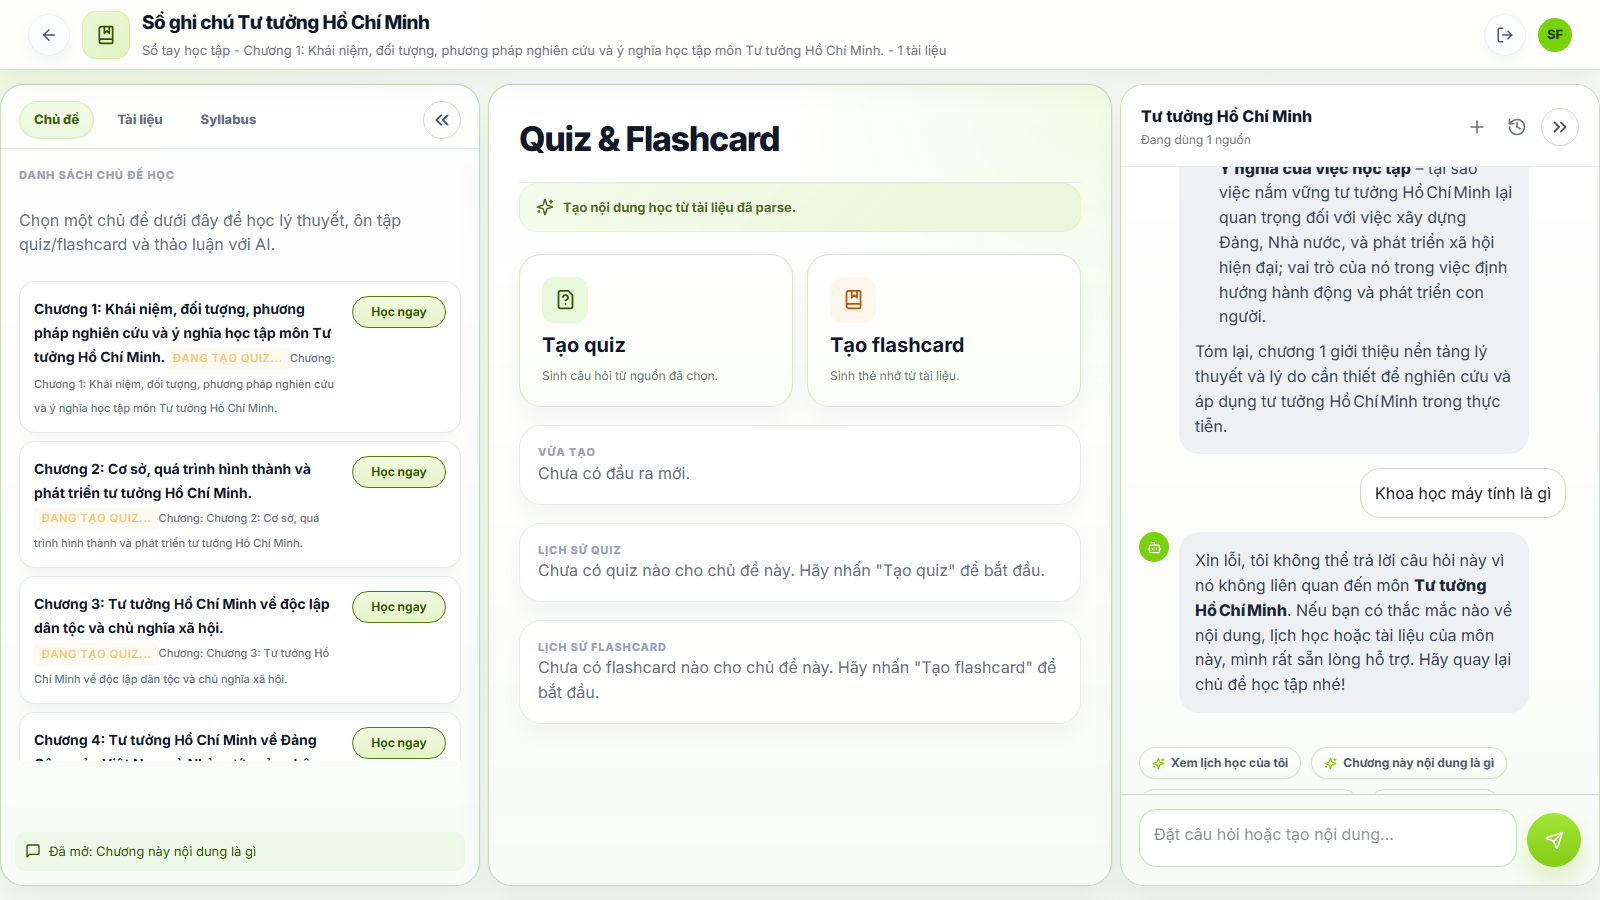 Sổ ghi chú Tư tưởng Hồ Chí Minh
Sổ tay học tập - Chương 1: Khái niệm, đối tượng, phương pháp nghiên cứu và ý nghĩa học tập môn Tư tưởng Hồ Chí Minh. - 1 tài liệu
SF
Chủ đề
Tài liệu
Syllabus
DANH SÁCH CHỦ ĐỀ HỌC
Chọn một chủ đề dưới đây để học lý thuyết, ôn tập
quiz/flashcard và thảo luận với AI.
Chương 1: Khái niệm, đối tượng, phương
pháp nghiên cứu và ý nghĩa học tập môn Tư
tưởng Hồ Chí Minh. ĐANG TẠO QUIZ... Chương:
Chương 1: Khái niệm, đối tượng, phương pháp nghiên cứu
và ý nghĩa học tập môn Tư tưởng Hồ Chí Minh.
Học ngay
Chương 2: Cơ sở, quá trình hình thành và
phát triển tư tưởng Hồ Chí Minh.
ĐANG TẠO QUIZ... Chương: Chương 2: Cơ sở, quá
trình hình thành và phát triển tư tưởng Hồ Chí Minh.
Học ngay
Chương 3: Tư tưởng Hồ Chí Minh về độc lập
dân tộc và chủ nghĩa xã hội.
ĐANG TẠO QUIZ... Chương: Chương 3: Tư tưởng Hồ
Chí Minh về độc lập dân tộc và chủ nghĩa xã hội.
Học ngay
Chương 4: Tư tưởng Hồ Chí Minh về Đảng
Học ngay
Đã mở: Chương này nội dung là gì
Quiz & Flashcard
Tạo nội dung học từ tài liệu đã parse.
Tạo quiz
Sinh câu hỏi từ nguồn đã chọn.
Tạo flashcard
Sinh thẻ nhớ từ tài liệu.
VỪA TẠO
Chưa có đầu ra mới.
LỊCH SỬ QUIZ
Chưa có quiz nào cho chủ đề này. Hãy nhấn "Tạo quiz" để bắt đầu.
LỊCH SỬ FLASHCARD
Chưa có flashcard nào cho chủ đề này. Hãy nhấn "Tạo flashcard" để
bắt đầu.
Tư tưởng Hồ Chí Minh
Đang dùng 1 nguồn
Ý nghĩa của việc học tập – tại sao
việc nắm vững tư tưởng Hồ Chí Minh lại
quan trọng đối với việc xây dựng
Đảng, Nhà nước, và phát triển xã hội
hiện đại; vai trò của nó trong việc định
hướng hành động và phát triển con
người.
Tóm lại, chương 1 giới thiệu nền tảng lý
thuyết và lý do cần thiết để nghiên cứu và
áp dụng tư tưởng Hồ Chí Minh trong thực
tiễn.
Khoa học máy tính là gì
Xin lỗi, tôi không thể trả lời câu hỏi này vì
nó không liên quan đến môn Tư tưởng
Hồ Chí Minh. Nếu bạn có thắc mắc nào về
nội dung, lịch học hoặc tài liệu của môn
này, mình rất sẵn lòng hỗ trợ. Hãy quay lại
chủ đề học tập nhé!
Xem lịch học của tôi
Chương này nội dung là gì
Đặt câu hỏi hoặc tạo nội dung...